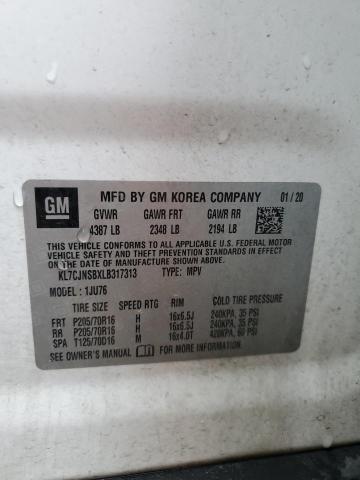 GM
MFD BY GM KOREA COMPANY 01/20
GVWR GAWR FRT GAWR RR
4387 LB 2348 LB 2194 LB
THIS VEHICLE CONFORMS TO ALL APPLICABLE U.S. FEDERAL MOTOR
VEHICLE SAFETY AND THEFT PREVENTION STANDARDS IN EFFECT ON
THE DATE OF MANUFACTURE SHOWN ABOVE.
KL7CJNSBXLB317313 TYPE: MPV
MODEL: 1JU76
TIRE SIZE SPEED RTG RIM COLD TIRE PRESSURE
FRT P205/70R16 H 16x6.5J 240KPA, 35 PSI
RR P205/70R16 H 16x6.5J 240KPA, 35 PSI
SPA T125/70D16 M 16x4.0T 420KPA, 60 PSI
SEE OWNER'S MANUAL FOR MORE INFORMATION.